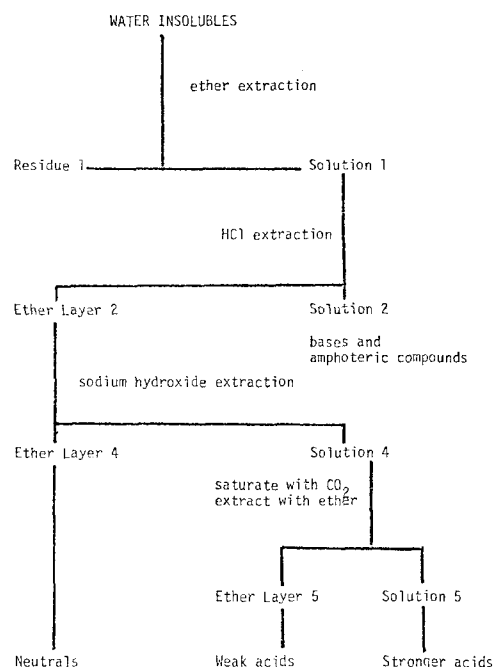 WATER INSOLUBLES
ether extraction
Residue 1
Solution 1
HCl extraction
Ether Layer 2
Solution 2
bases and
amphoteric compounds
sodium hydroxide extraction
Ether Layer 4
Solution 4
saturate with CO2
extract with ether
Ether Layer 5
Solution 5
Neutrals
Weak acids
Stronger acids